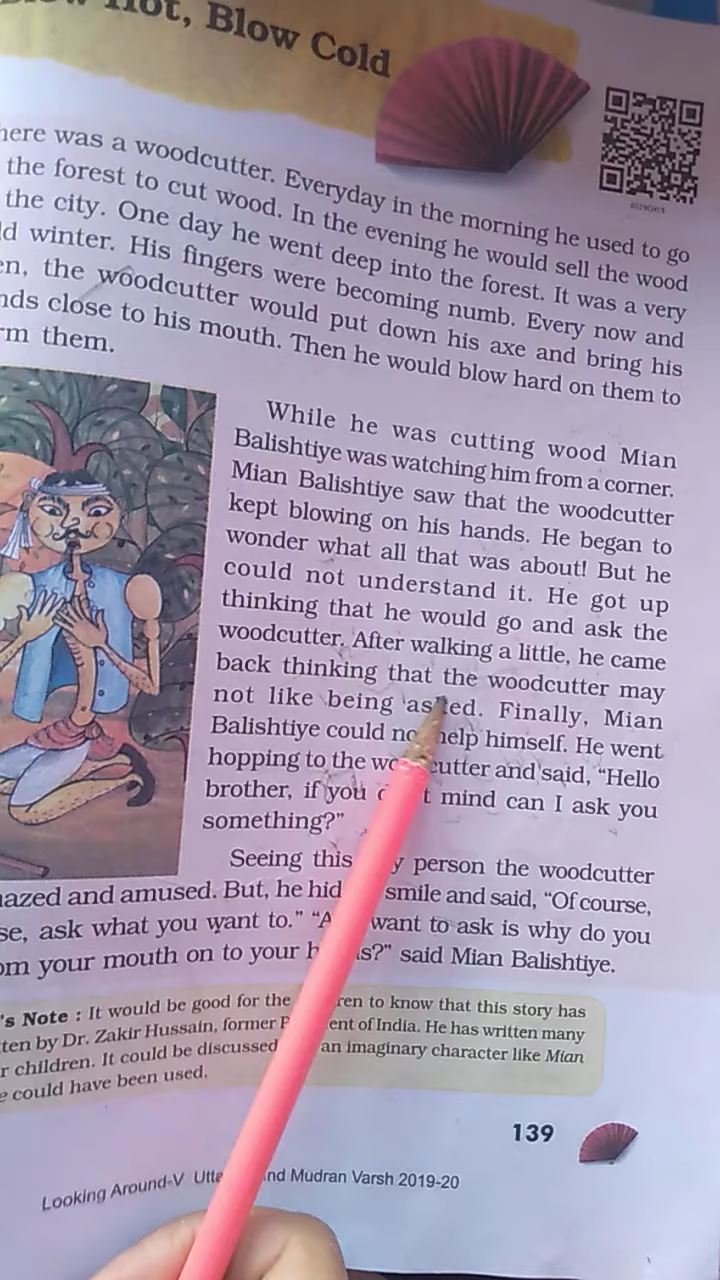 Hot, Blow Cold
here was a woodcutter. Everyday in the morning he used to go
the forest to cut wood. In the evening he would sell the wood
the city. One day he went deep into the forest. It was a very
ld winter. His fingers were becoming numb. Every now and
en, the woodcutter would put down his axe and bring his
nds close to his mouth. Then he would blow hard on them to
rm them.
While he was cutting wood Mian
Balishtiye was watching him from a corner.
Mian Balishtiye saw that the woodcutter
kept blowing on his hands. He began to
wonder what all that was about! But he
could not understand it. He got up
thinking that he would go and ask the
woodcutter. After walking a little, he came
back thinking that the woodcutter may
not like being as ed. Finally, Mian
Balishtiye could no help himself. He went
hopping to the wo cutter and said, "Hello
brother, if you d t mind can I ask you
something?"
Seeing this y person the woodcutter
azed and amused. But, he hid smile and said, "Of course,
se, ask what you want to." "A want to ask is why do you
om your mouth on to your h s?" said Mian Balishtiye.
's Note : It would be good for the ren to know that this story has
ten by Dr. Zakir Hussain, former P ent of India. He has written many
r children. It could be discussed an imaginary character like Mian
e could have been used.
139
Looking Around-V Utta nd Mudran Varsh 2019-20